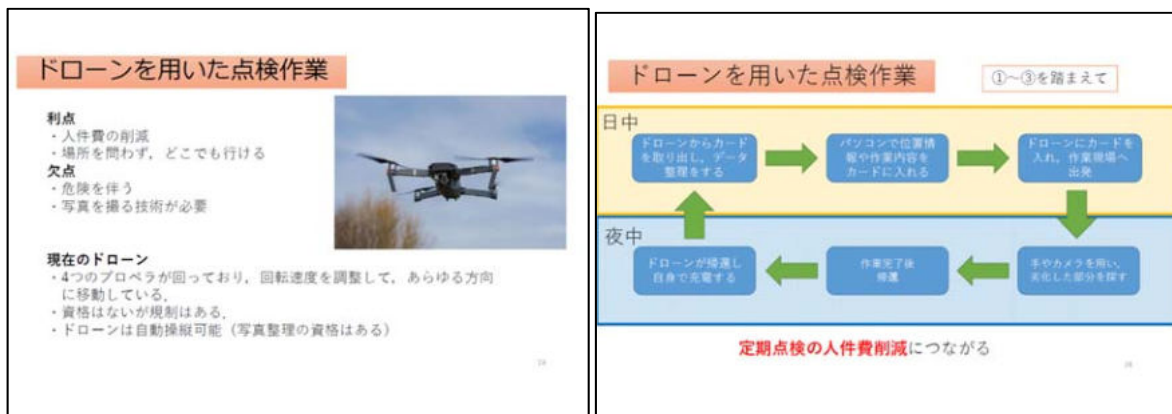 ドローンを用いた点検作業
利点
・人件費の削減
・場所を問わず，どこでも行ける
欠点
・危険を伴う
・写真を撮る技術が必要
現在のドローン
・4つのプロペラが回っており，回転速度を調整して，あらゆる方向
に移動している．
・資格はないが規制はある．
・ドローンは自動操縦可能（写真整理の資格はある）
ドローンを用いた点検作業
①～③を踏まえて
日中
ドローンからカード
を取り出し，データ
整理をする
パソコンで位置情
報や作業内容を
カードに入れる
ドローンにカードを
入れ，作業現場へ
出発
夜中
ドローンが帰還し
自身で充電する
作業完了後
帰還
手やカメラを用い，
劣化した部分を探す
定期点検の人件費削減につながる